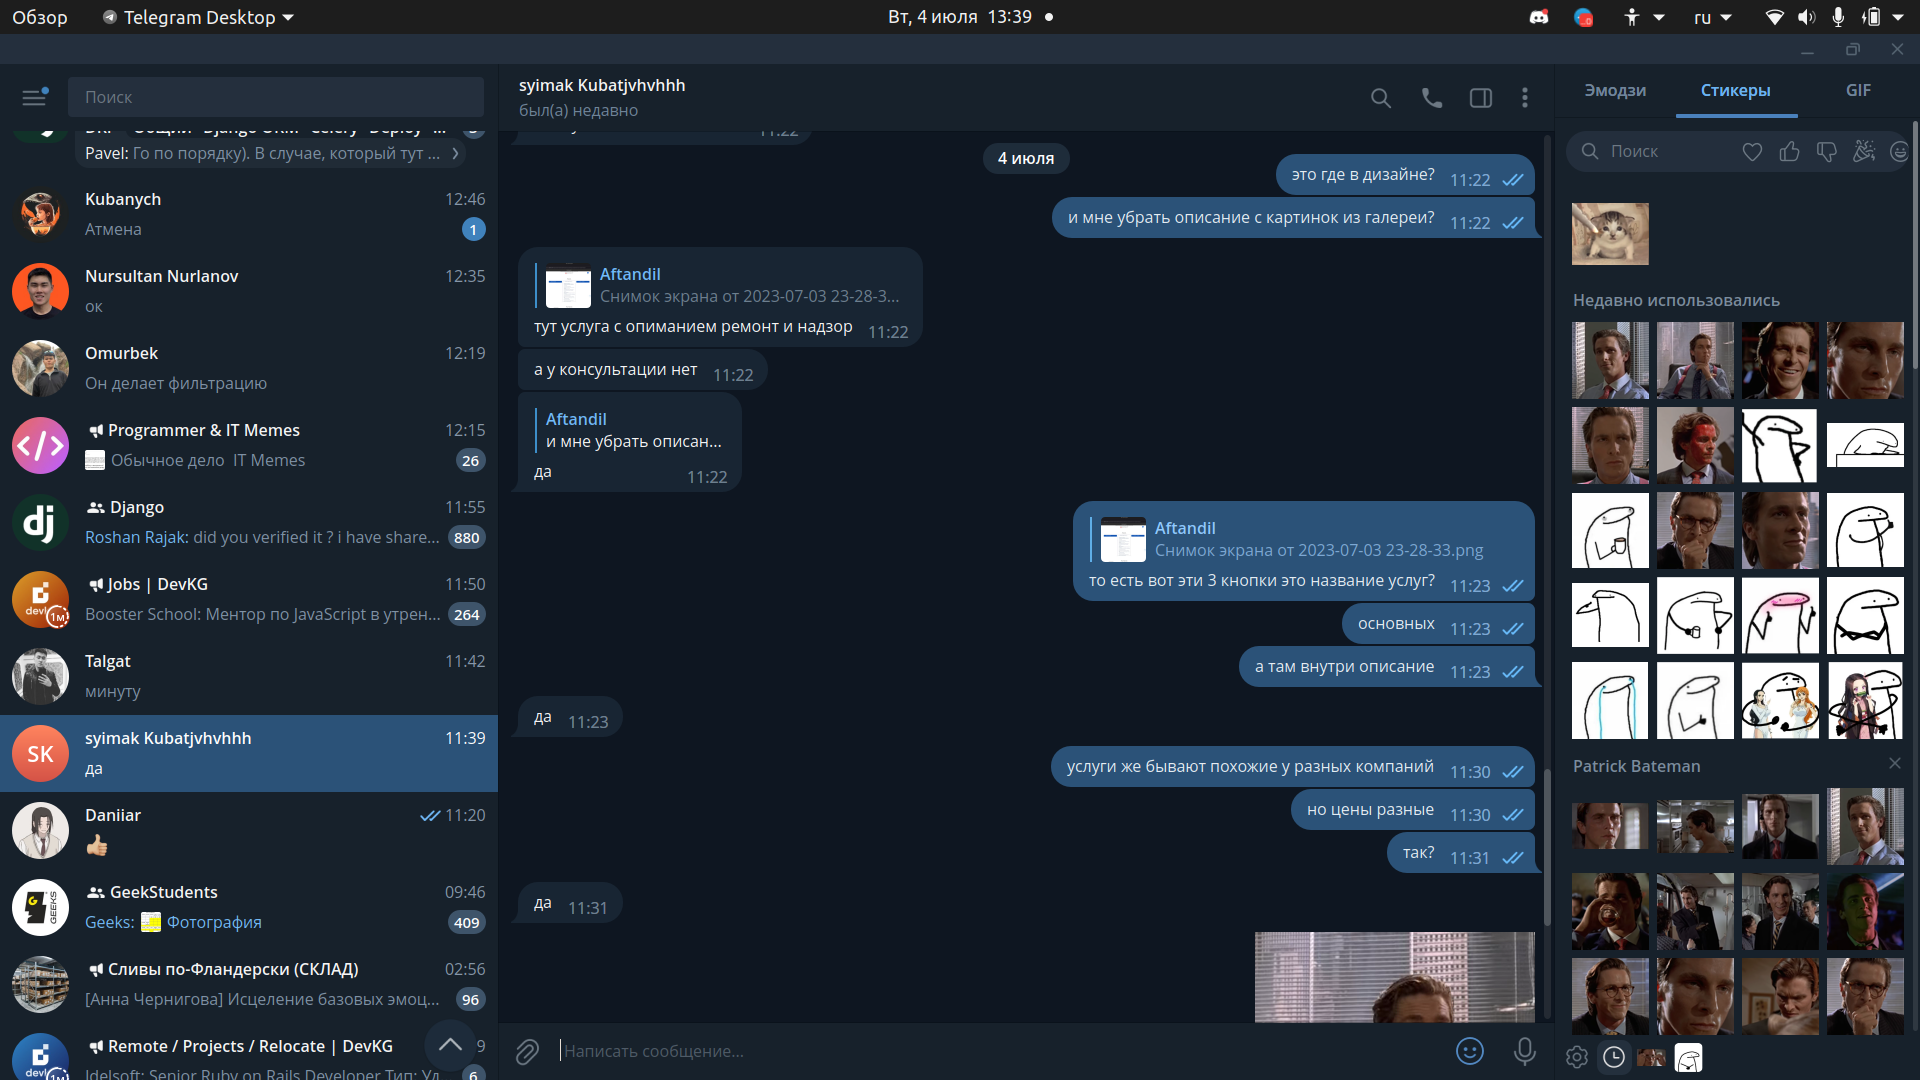 Обзор
Telegram Desktop
Вт, 4 июля 13:39
ru
Поиск
Pavel: Го по порядку). В случае, который тут ...
Kubanych 12:46
Атмена 1
Nursultan Nurlanov 12:35
ок
Omurbek 12:19
Он делает фильтрацию
Programmer & IT Memes 12:15
Обычное дело IT Memes 26
Django 11:55
Roshan Rajak: did you verified it ? i have share... 880
Jobs | DevKG 11:50
Booster School: Ментор по JavaScript в утрен... 264
Talgat 11:42
минуту
SK
syimak Kubatjvhvhhh 11:39
да
Daniiar 11:20
GeekStudents 09:46
Geeks: Фотография 409
Сливы по-Фландерски (СКЛАД) 02:56
[Анна Чернигова] Исцеление базовых эмоц... 96
Remote / Projects / Relocate | DevKG
Idelsoft: Senior Ruby on Rails Developer Тип: Уд
syimak Kubatjvhvhhh
был(а) недавно
11:22
4 июля
это где в дизайне? 11:22
и мне убрать описание с картинок из галереи? 11:22
Aftandil
Снимок экрана от 2023-07-03 23-28-3...
тут услуга с опиманием ремонт и надзор 11:22
а у консультации нет 11:22
Aftandil
и мне убрать описан...
да 11:22
Aftandil
Снимок экрана от 2023-07-03 23-28-33.png
то есть вот эти 3 кнопки это название услуг? 11:23
основных 11:23
а там внутри описание 11:23
да 11:23
услуги же бывают похожие у разных компаний 11:30
но цены разные 11:30
так? 11:31
да 11:31
Написать сообщение...
Эмодзи
Стикеры
GIF
Поиск
Недавно использовались
Patrick Bateman